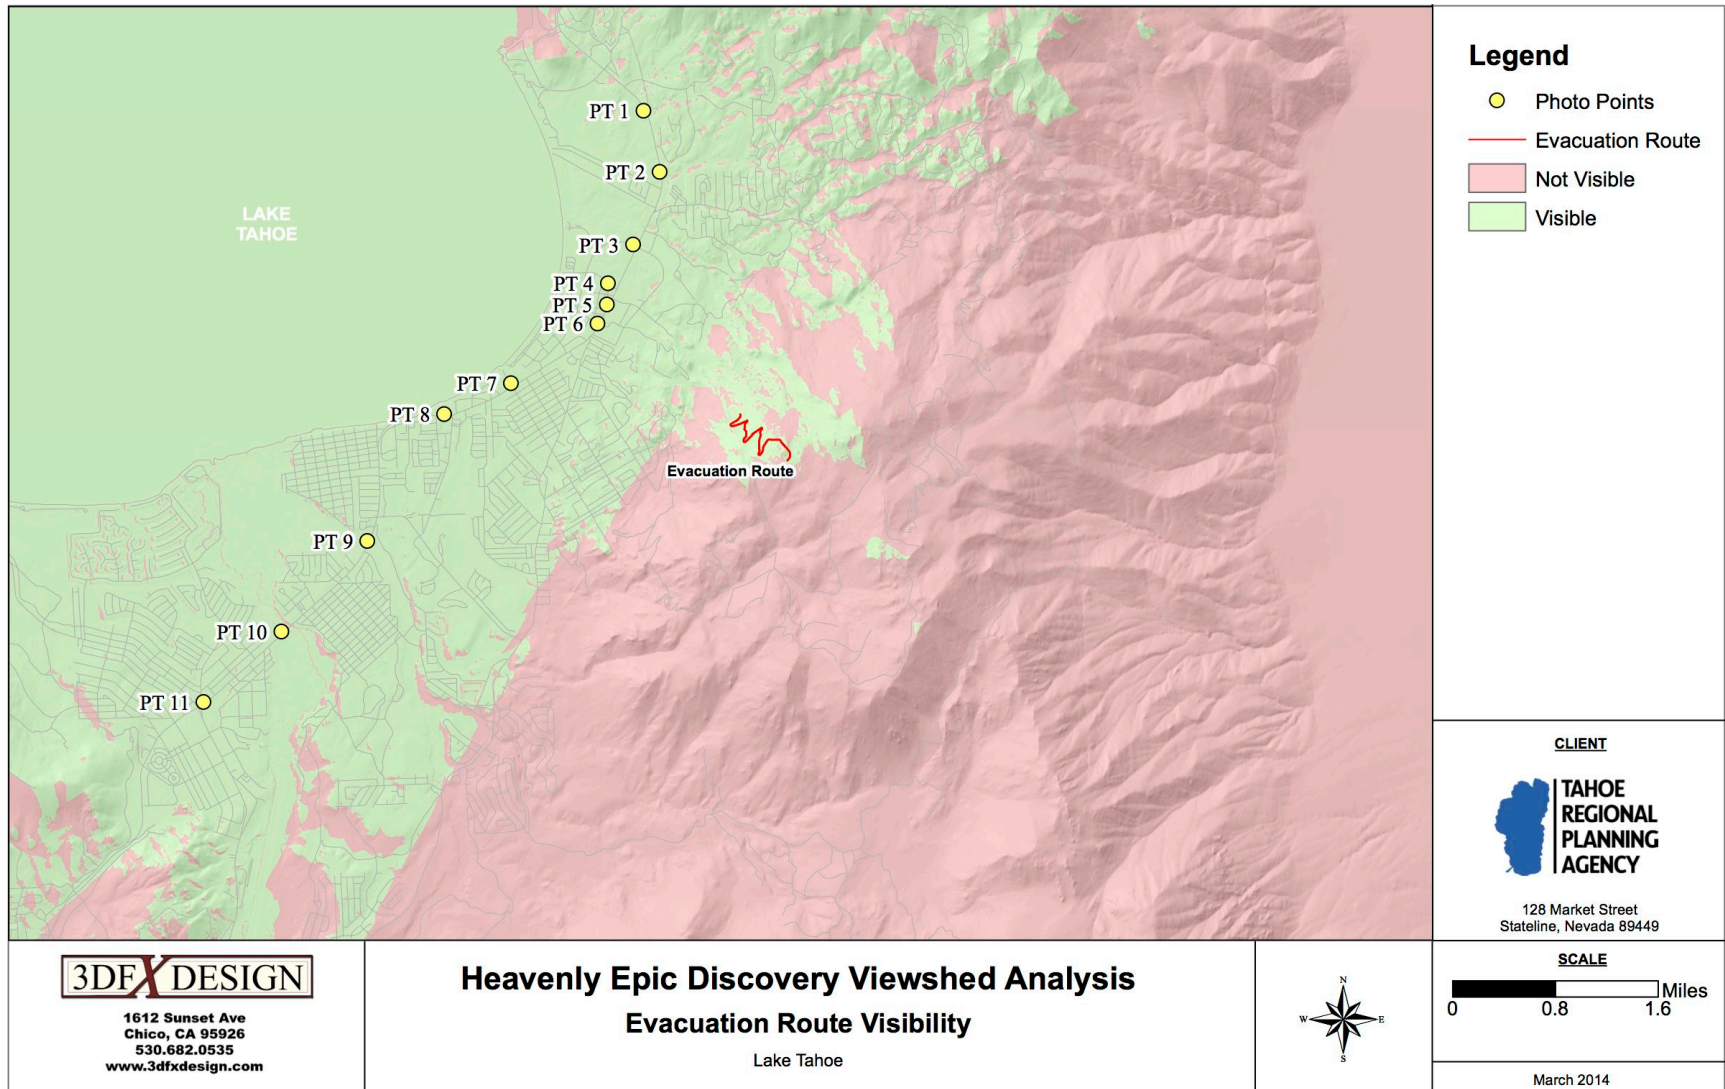 PT 1
PT 2
LAKE
TAHOE
PT 3
PT 4
PT 5
PT 6
PT 7
PT 8
Evacuation Route
PT 9
PT 10
PT 11
Legend
Photo Points
Evacuation Route
Not Visible
Visible
CLIENT
TAHOE
REGIONAL
PLANNING
AGENCY
128 Market Street
Stateline, Nevada 89449
3DFXDESIGN
1612 Sunset Ave
Chico, CA 95926
530.682.0535
www.3dfxdesign.com
Heavenly Epic Discovery Viewshed Analysis
Evacuation Route Visibility
Lake Tahoe
N
W E
S
SCALE
Miles
0 0.8 1.6
March 2014